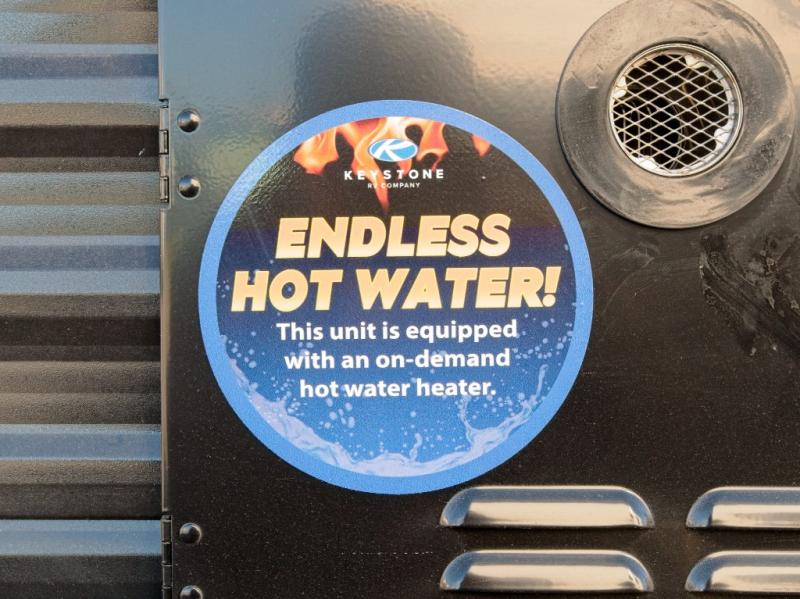 K
KEYSTONE
RV COMPANY
ENDLESS
HOT WATER!
This unit is equipped
with an on-demand
hot water heater.